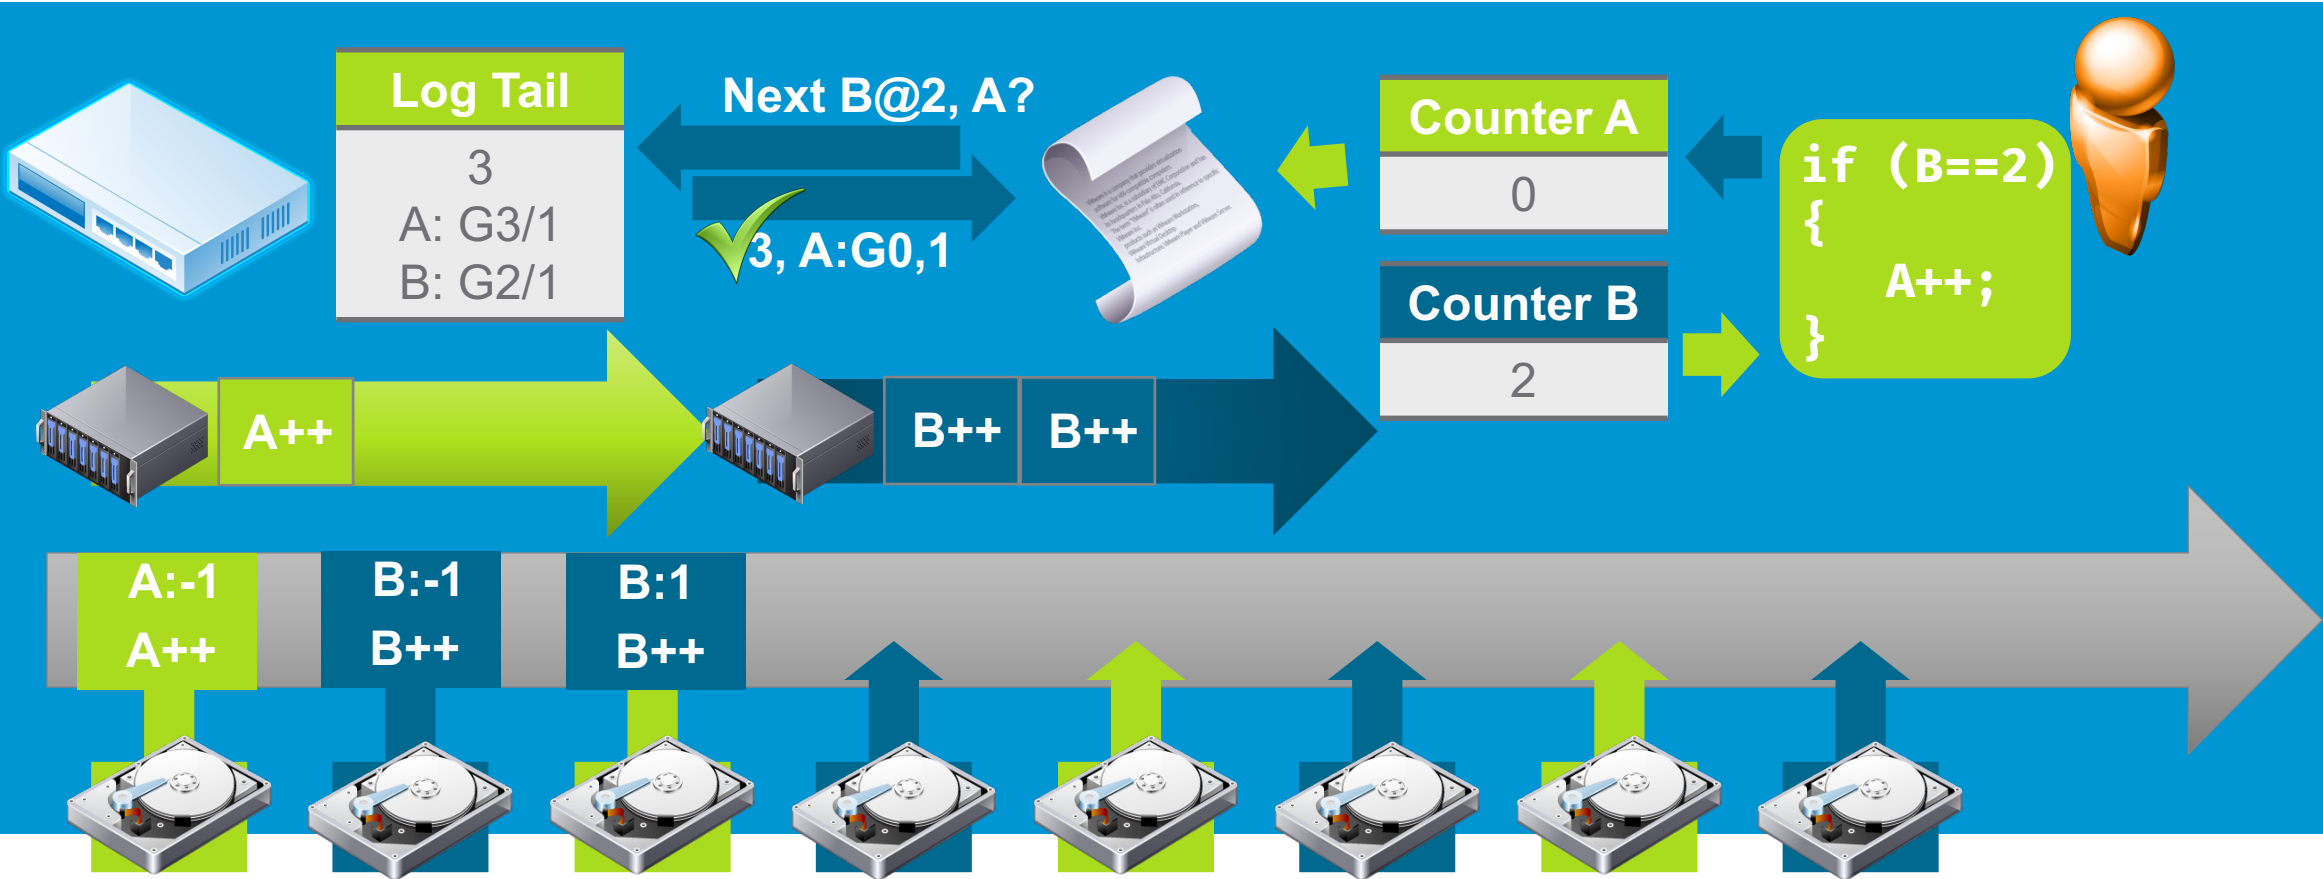 Log Tail
3
A: G3/1
B: G2/1
Next B@2, A?
3, A:G0,1
Counter A
0
Counter B
2
if (B==2)
{
A++;
}
A++
B++
B++
A:-1
A++
B:-1
B++
B:1
B++